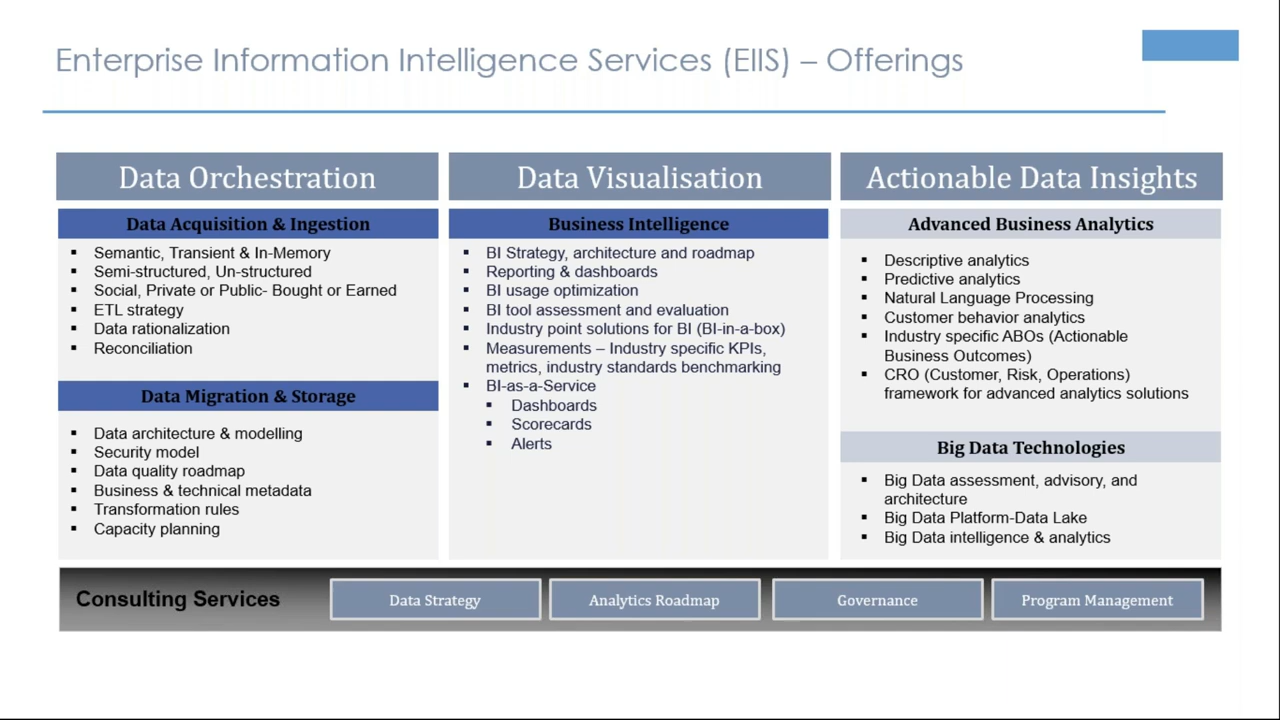 Enterprise Information Intelligence Services (EIIS) – Offerings
Data Orchestration
Data Acquisition & Ingestion
▪ Semantic, Transient & In-Memory
▪ Semi-structured, Un-structured
▪ Social, Private or Public- Bought or Earned
▪ ETL strategy
▪ Data rationalization
▪ Reconciliation
Data Migration & Storage
▪ Data architecture & modelling
▪ Security model
▪ Data quality roadmap
▪ Business & technical metadata
▪ Transformation rules
▪ Capacity planning
Data Visualisation
Business Intelligence
▪ BI Strategy, architecture and roadmap
▪ Reporting & dashboards
▪ BI usage optimization
▪ BI tool assessment and evaluation
▪ Industry point solutions for BI (BI-in-a-box)
▪ Measurements – Industry specific KPIs,
metrics, industry standards benchmarking
▪ BI-as-a-Service
▪ Dashboards
▪ Scorecards
▪ Alerts
Actionable Data Insights
Advanced Business Analytics
▪ Descriptive analytics
▪ Predictive analytics
▪ Natural Language Processing
▪ Customer behavior analytics
▪ Industry specific ABOs (Actionable
Business Outcomes)
▪ CRO (Customer, Risk, Operations)
framework for advanced analytics solutions
Big Data Technologies
▪ Big Data assessment, advisory, and
architecture
▪ Big Data Platform-Data Lake
▪ Big Data intelligence & analytics
Consulting Services
Data Strategy
Analytics Roadmap
Governance
Program Management